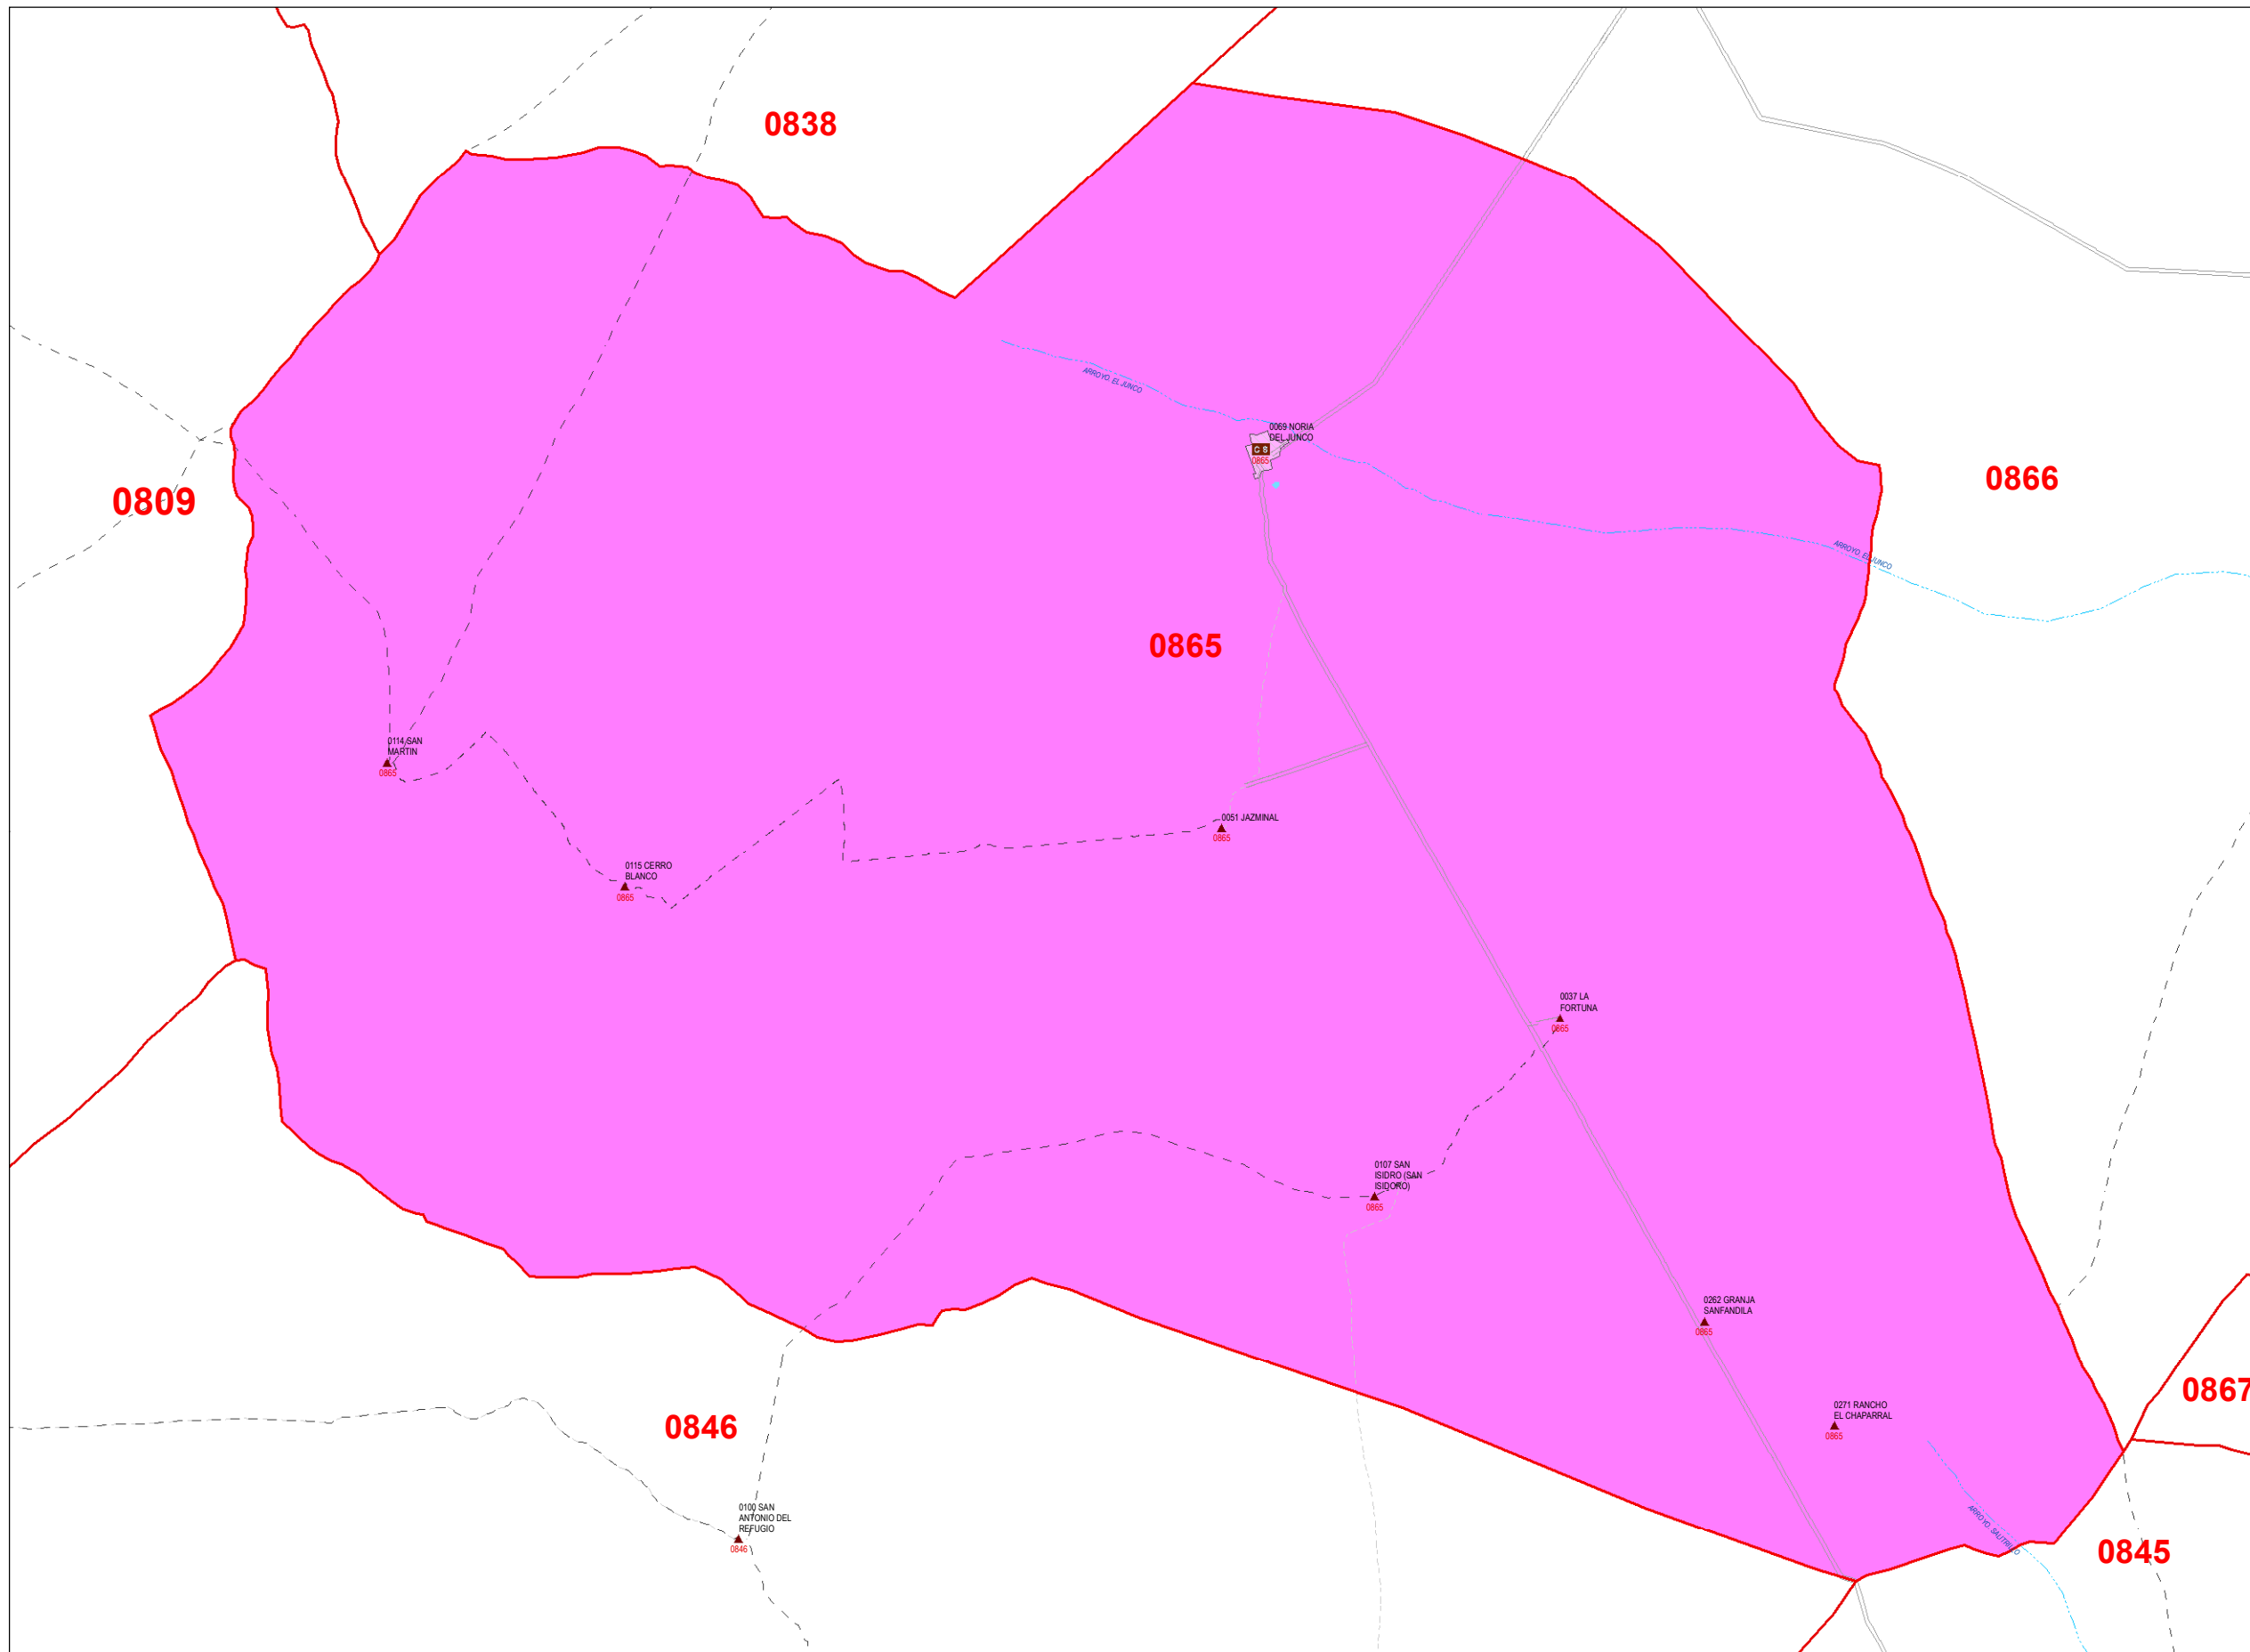 0838
ARROYO. EL JUNCO
0069 NORIA
DEL JUNCO
0865
0866
0809
ARROYO. EL JUNCO
0865
0114 SAN
MARTIN
0865
0051 JAZMINAL
0865
0115 CERRO
BLANCO
0865
0037 LA
FORTUNA
0865
0107 SAN
ISIDRO (SAN
ISIDORO)
0865
0262 GRANJA
SANFANDILA
0865
0867
0271 RANCHO
EL CHAPARRAL
0865
0846
0100 SAN
ANTONIO DEL
REFUGIO
0846
ARROYO.
0845